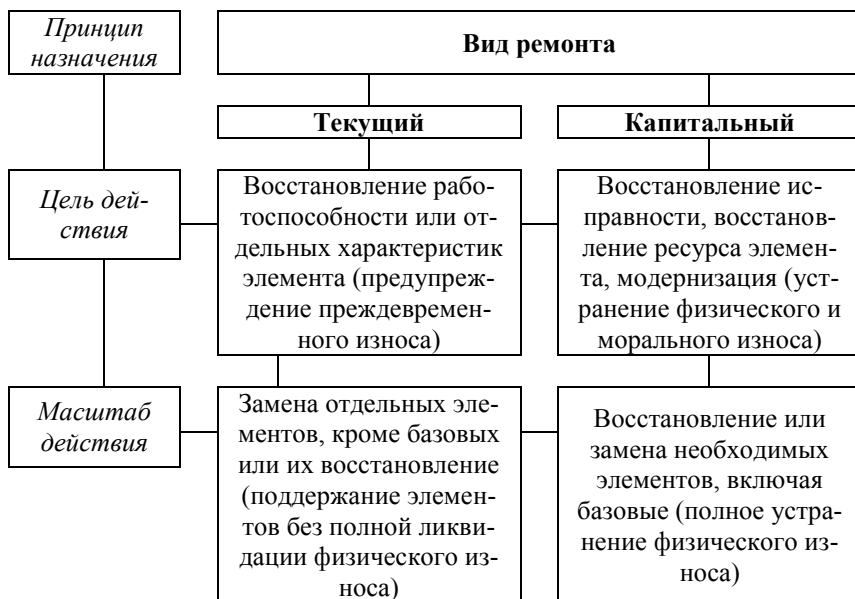 Принцип
назначения
Вид ремонта
Текущий
Капитальный
Цель дей-
ствия
Восстановление рабо-
тоспособности или от-
дельных характеристик
элемента (предупреж-
дение преждевремен-
ного износа)
Восстановление ис-
правности, восстанов-
ление ресурса элемен-
та, модернизация (уст-
ранение физического и
морального износа)
Масштаб
действия
Замена отдельных эле-
ментов, кроме базовых
или их восстановление
(поддержание элемен-
тов без полной ликви-
дации физического из-
носа)
Восстановление или
замена необходимых
элементов, включая
базовые (полное устра-
нение физического из-
носа)